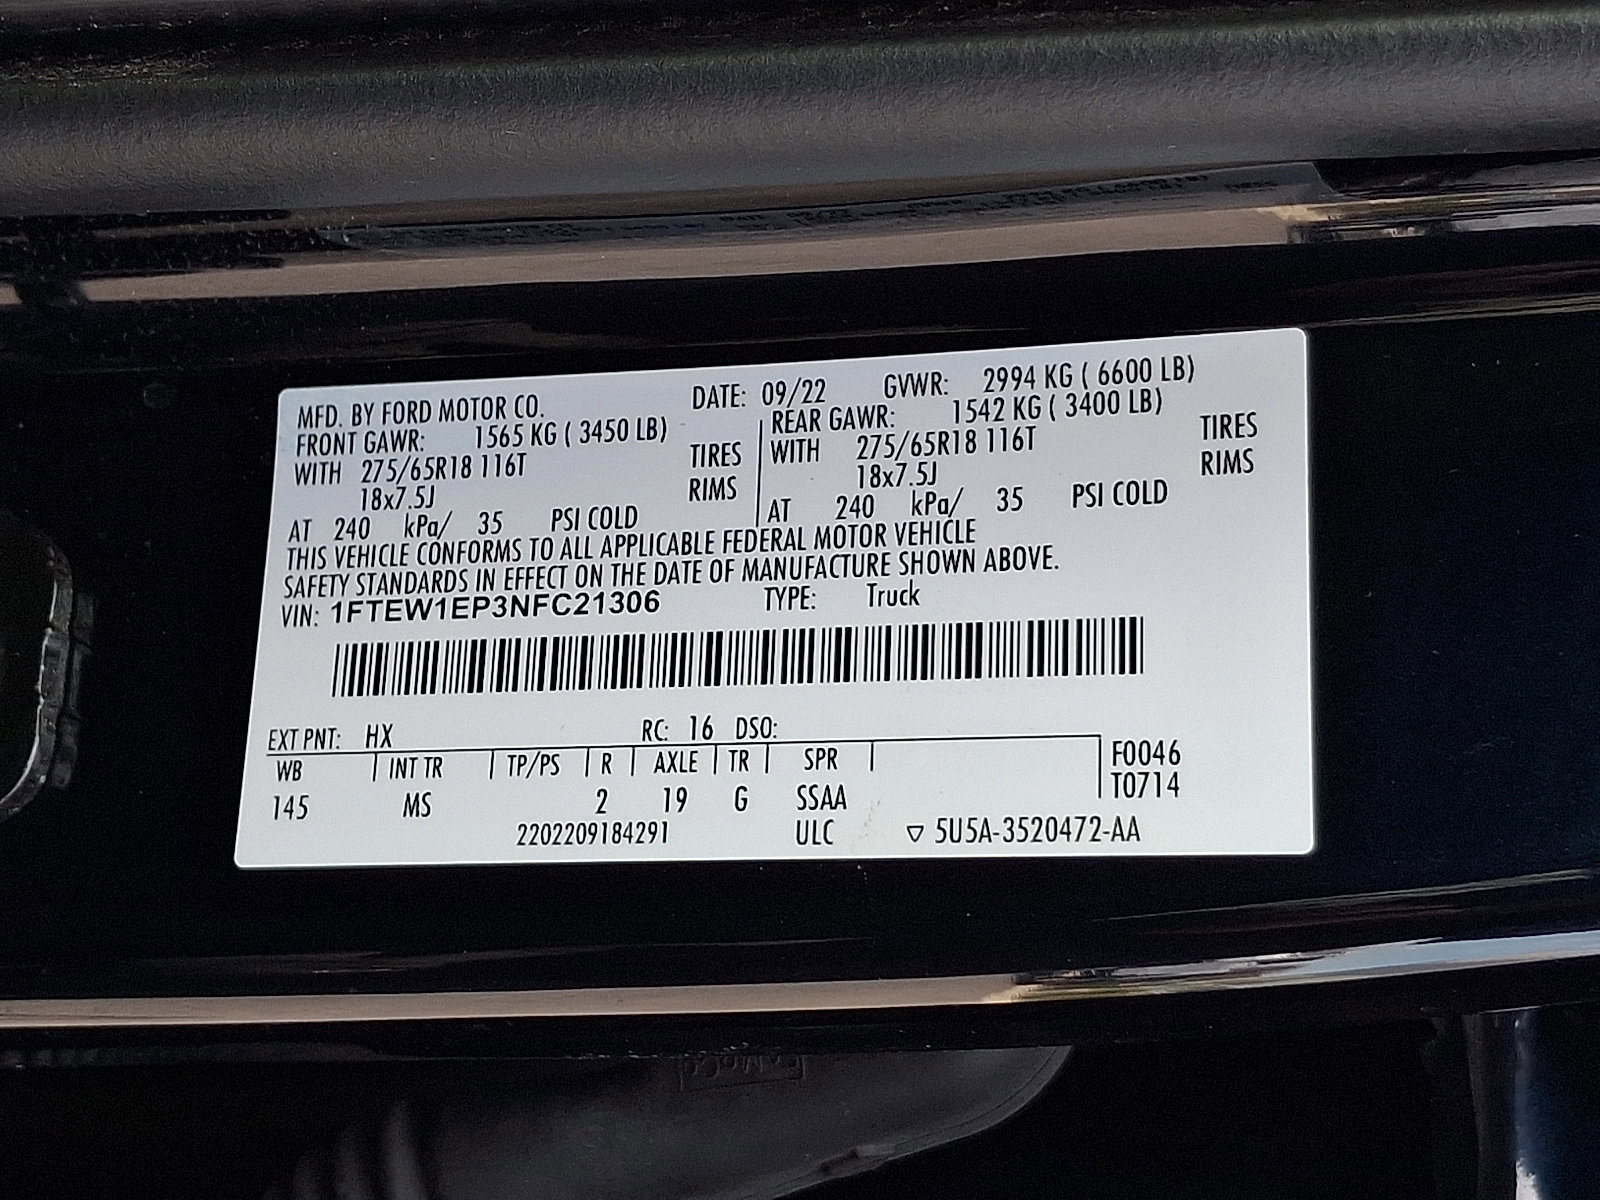 MFD. BY FORD MOTOR CO. DATE: 09/22 GVWR: 2994 KG ( 6600 LB)
FRONT GAWR: 1565 KG ( 3450 LB) REAR GAWR: 1542 KG ( 3400 LB)
WITH 275/65R18 116T TIRES WITH 275/65R18 116T TIRES
18x7.5J RIMS 18x7.5J RIMS
AT 240 kPa/ 35 PSI COLD AT 240 kPa/ 35 PSI COLD
THIS VEHICLE CONFORMS TO ALL APPLICABLE FEDERAL MOTOR VEHICLE
SAFETY STANDARDS IN EFFECT ON THE DATE OF MANUFACTURE SHOWN ABOVE.
VIN: 1FTEW1EP3NFC21306 TYPE: Truck
EXT PNT: HX RC: 16 DSO:
WB INT TR TP/PS R AXLE TR SPR F0046
145 MS 2 19 G SSAA T0714
2202209184291 ULC ▽ 5U5A-3520472-AA